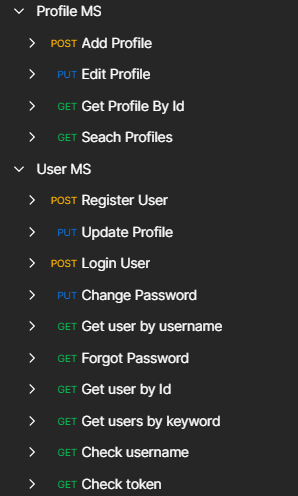 Profile MS
POST Add Profile
PUT Edit Profile
GET Get Profile By Id
GET Seach Profiles
User MS
POST Register User
PUT Update Profile
POST Login User
PUT Change Password
GET Get user by username
GET Forgot Password
GET Get user by Id
GET Get users by keyword
GET Check username
GET Check token